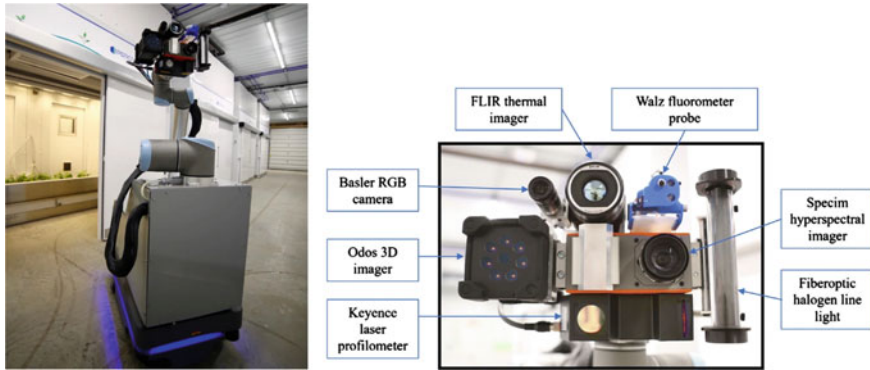 FLIR thermal
imager
Walz fluorometer
probe
Basler RGB
camera
Specim
hyperspectral
imager
Odos 3D
imager
Fiberoptic
halogen line
light
Keyence
laser
profilometer